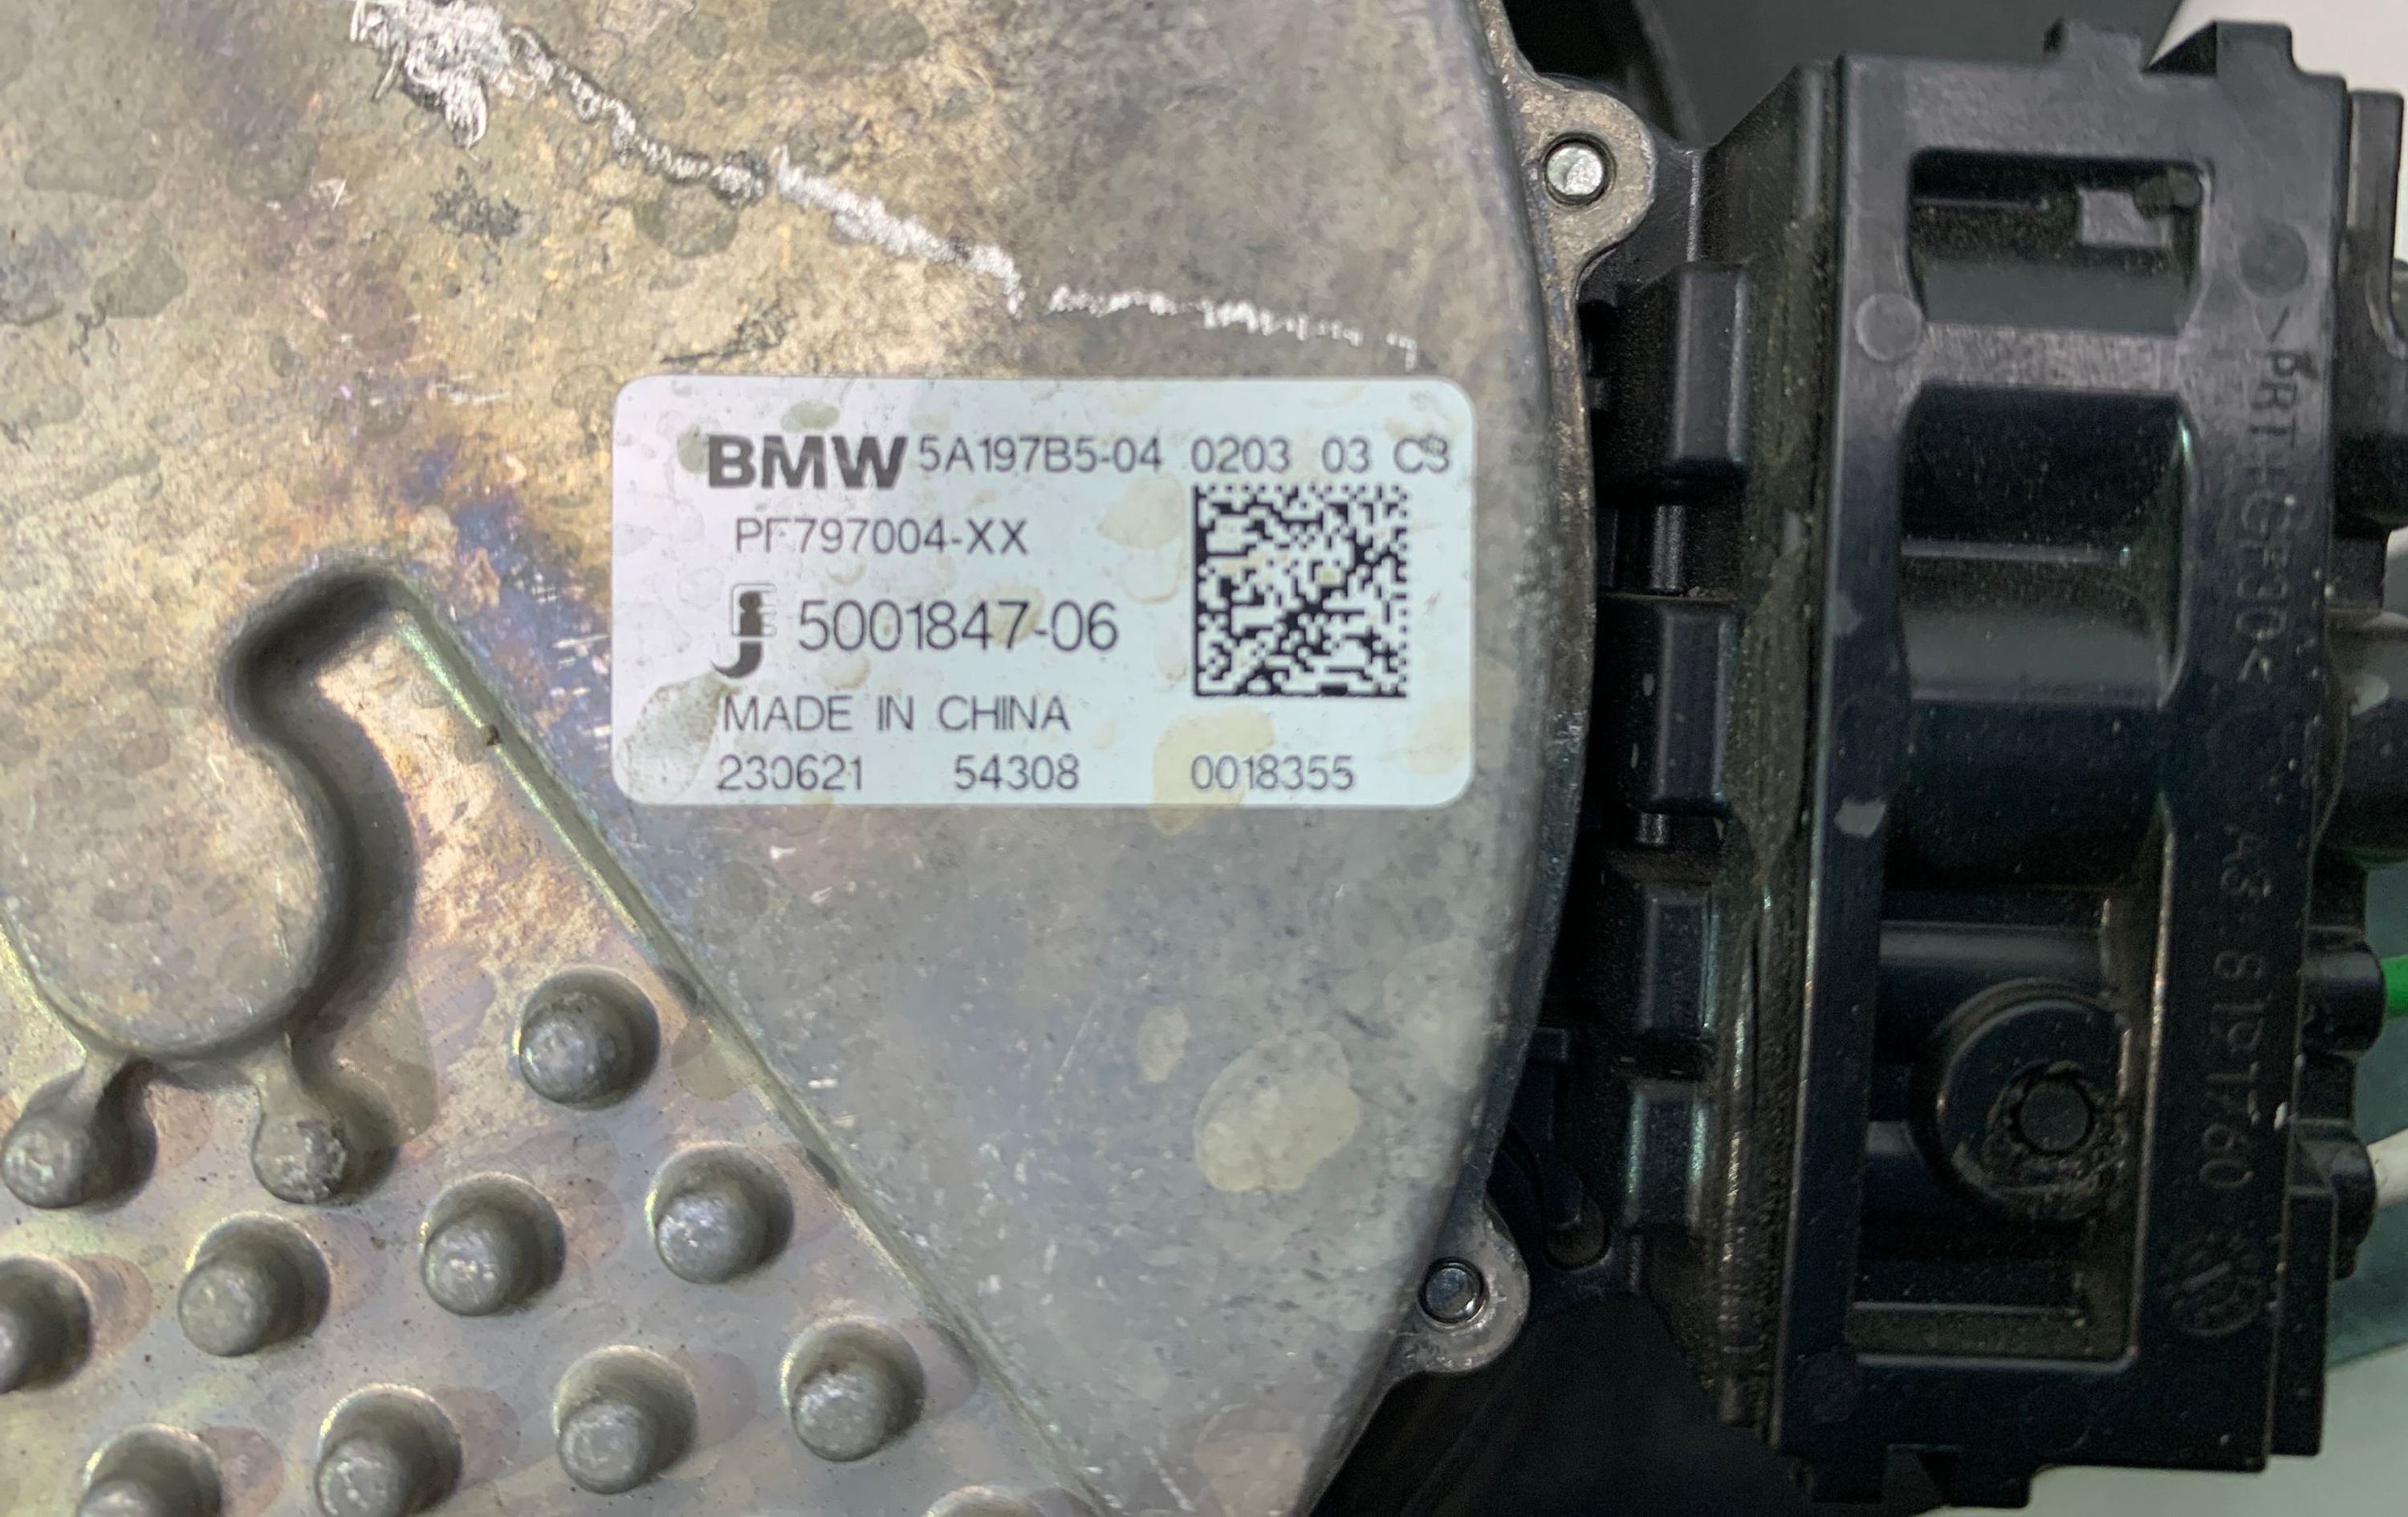 BMW 5A197B5-04 0203 03 C3
PF797004-XX
5001847-06
MADE IN CHINA
230621 54308 0018355